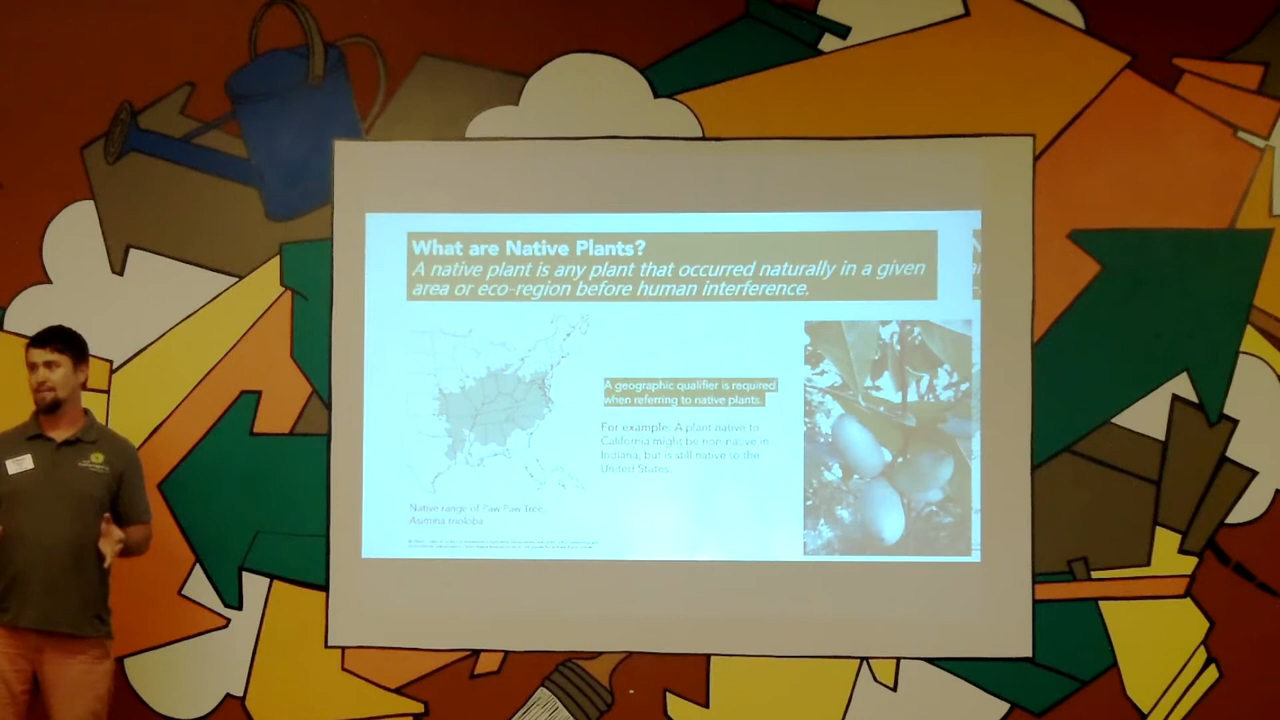 What are Native Plants?
A native plant is any plant that occurred naturally in a given
area or eco-region before human interference.
A geographic qualifier is required
when referring to native plants.
For example: A plant native to
California might be non-native in
Indiana, but is still native to the
United States.
Native range of Paw Paw Tree,
Asimina trioloba